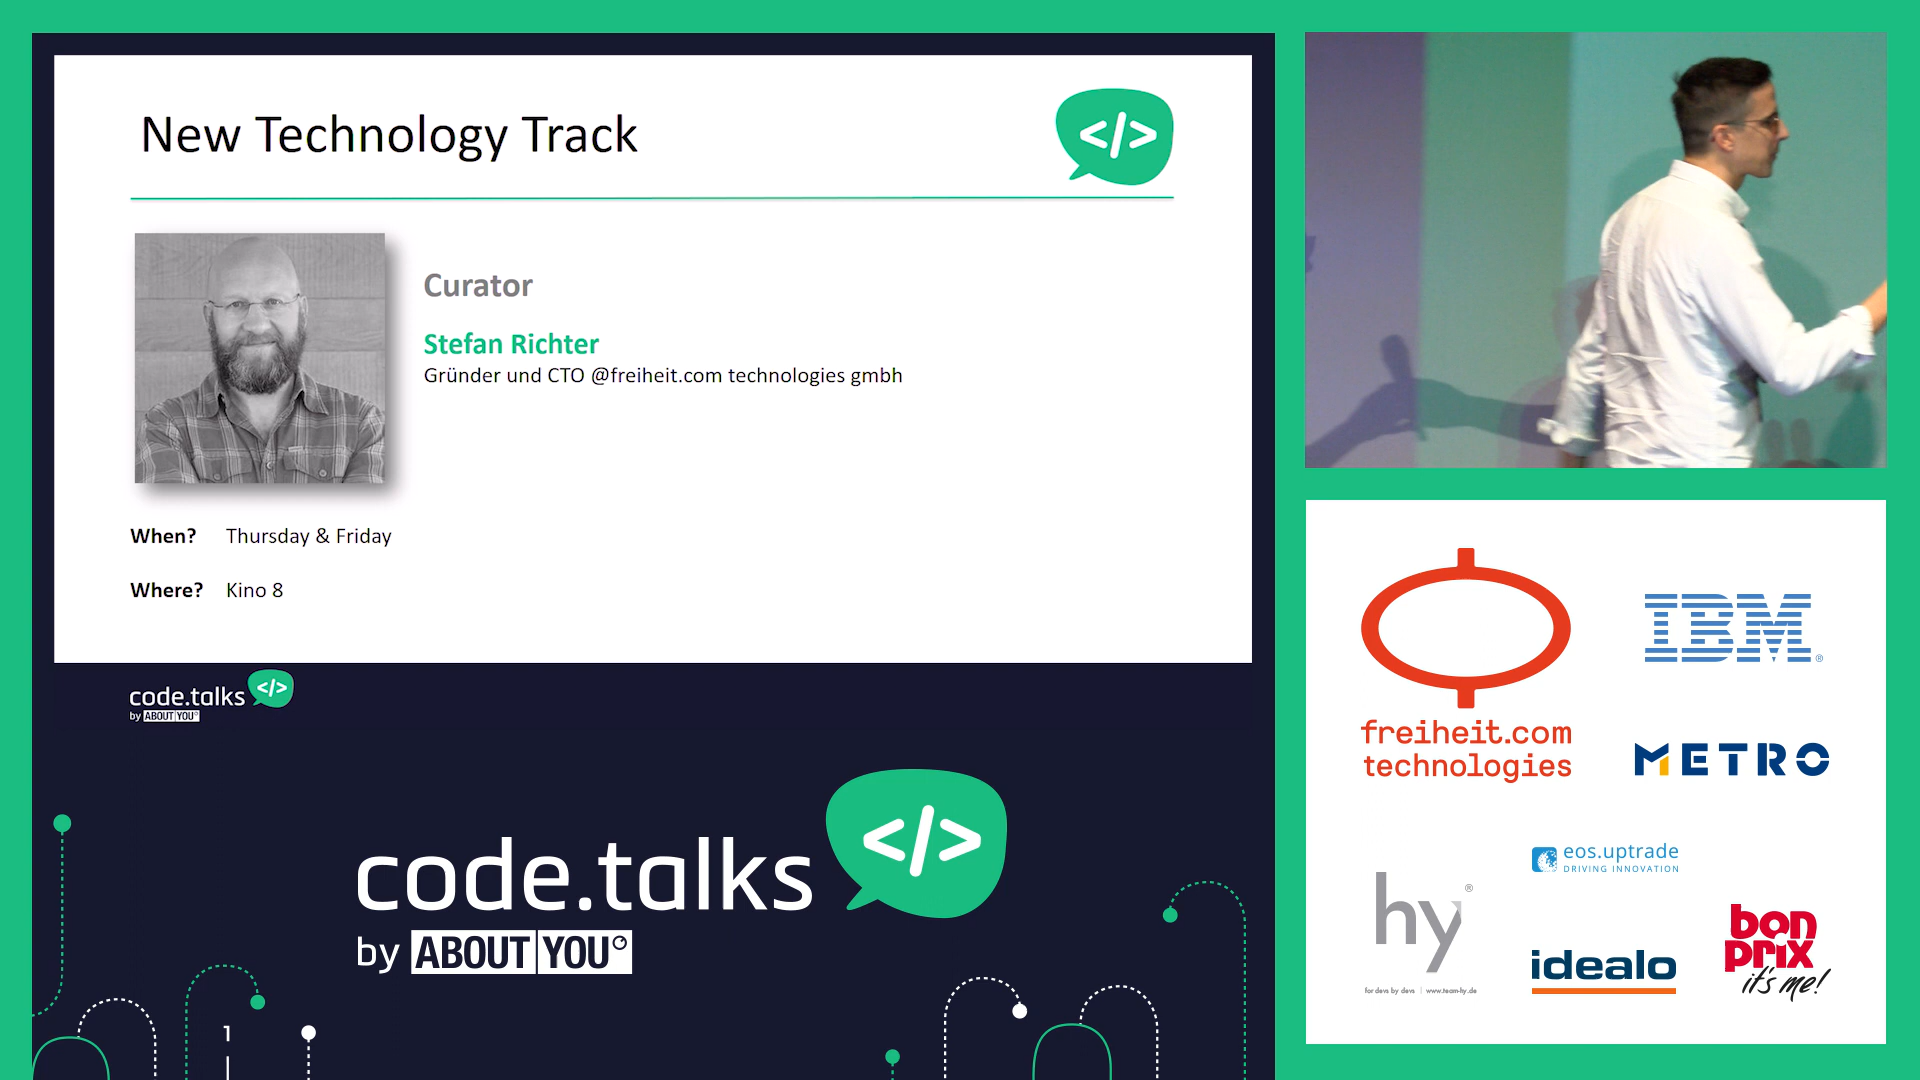 New Technology Track
</>
Curator
Stefan Richter
Gründer und CTO @freiheit.com technologies gmbh
When? Thursday & Friday
Where? Kino 8
code.talks </>
by ABOUT YOU
code.talks </>
by ABOUT YOU
freiheit.com
technologies
IBM®
METRO
eos.uptrade
DRIVING INNOVATION
hy®
for devs by devs | www.team-hy.de
idealo
bon
prix
it's me!